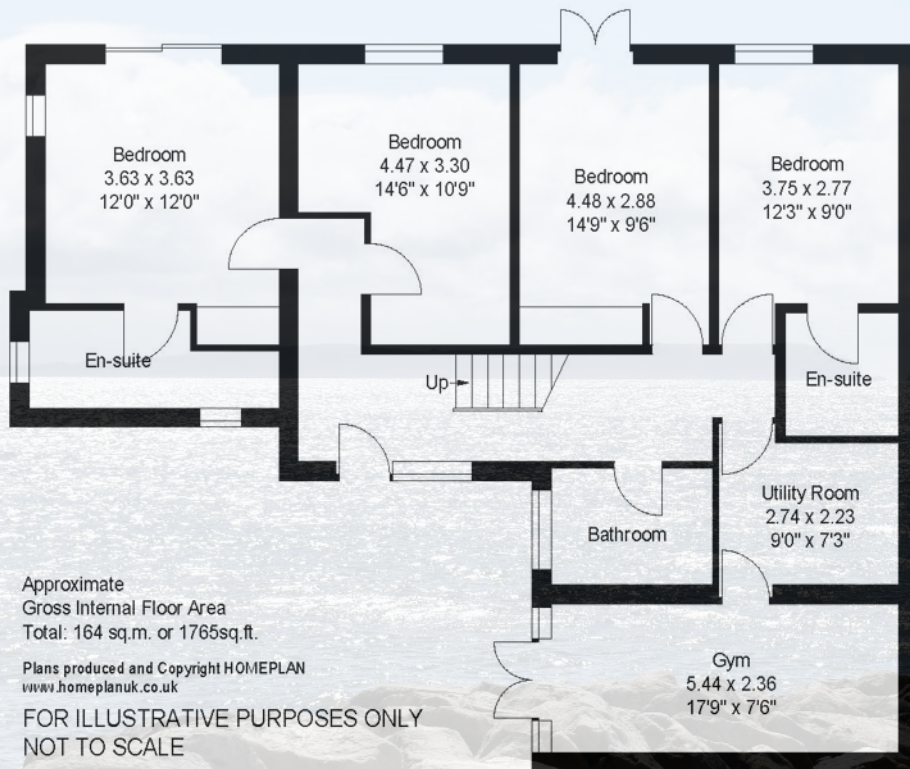 Bedroom
3.63 x 3.63
12'0" x 12'0"
Bedroom
4.47 x 3.30
14'6" x 10'9"
Bedroom
4.48 x 2.88
14'9" x 9'6"
Bedroom
3.75 x 2.77
12'3" x 9'0"
En-suite
Up
En-suite
Utility Room
2.74 x 2.23
9'0" x 7'3"
Bathroom
Gym
5.44 x 2.36
17'9" x 7'6"
Approximate
Gross Internal Floor Area
Total: 164 sq.m. or 1765sq.ft.
Plans produced and Copyright HOMEPLAN
www.homeplanuk.co.uk
FOR ILLUSTRATIVE PURPOSES ONLY
NOT TO SCALE